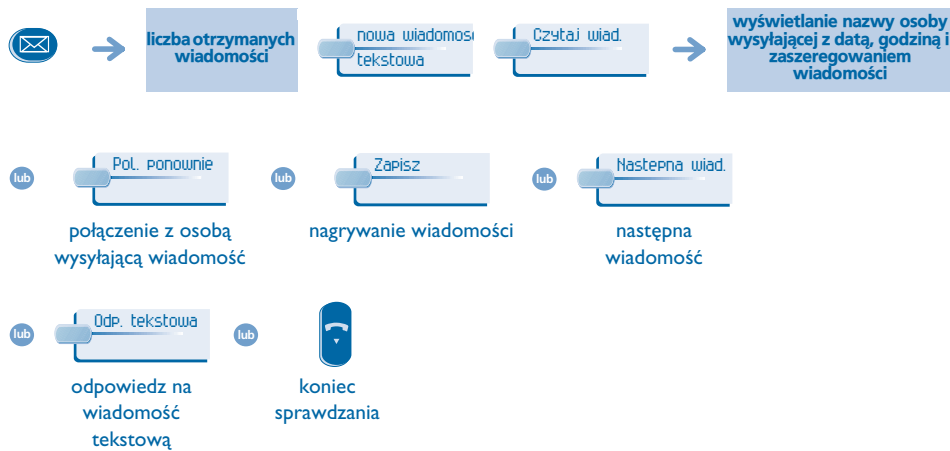 liczba otrzymanych
wiadomości
nowa wiadomość
tekstowa
Czytaj wiad.
wyświetlanie nazwy osoby
wysyłającej z datą, godziną i
zaszeregowaniem
wiadomości
lub
Pol. ponownie
połączenie z osobą
wysyłającą wiadomość
lub
Zapisz
nagrywanie wiadomości
lub
Nastepna wiad.
następna
wiadomość
lub
Odp. tekstowa
odpowiedz na
wiadomość
tekstową
lub
koniec
sprawdzania